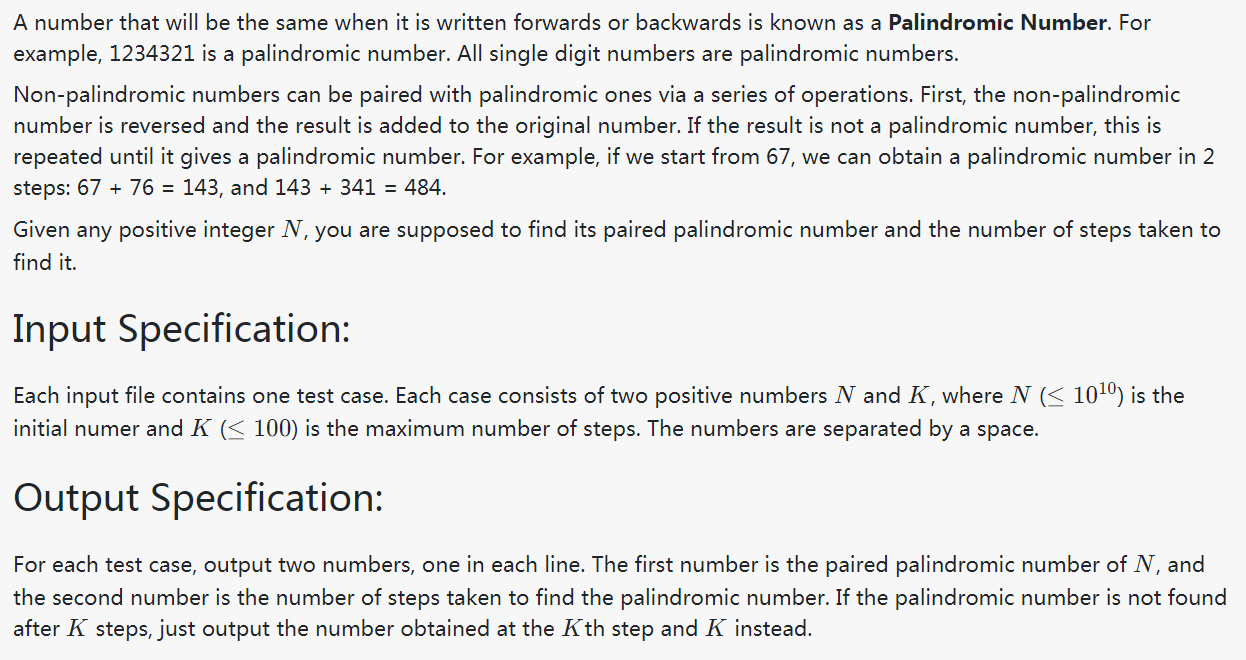 A number that will be the same when it is written forwards or backwards is known as a Palindromic Number. For
example, 1234321 is a palindromic number. All single digit numbers are palindromic numbers.
Non-palindromic numbers can be paired with palindromic ones via a series of operations. First, the non-palindromic
number is reversed and the result is added to the original number. If the result is not a palindromic number, this is
repeated until it gives a palindromic number. For example, if we start from 67, we can obtain a palindromic number in 2
steps: 67 + 76 = 143, and 143 + 341 = 484.
Given any positive integer N, you are supposed to find its paired palindromic number and the number of steps taken to
find it.
Input Specification:
Each input file contains one test case. Each case consists of two positive numbers N and K, where N (≤ 10¹⁰) is the
initial numer and K (≤ 100) is the maximum number of steps. The numbers are separated by a space.
Output Specification:
For each test case, output two numbers, one in each line. The first number is the paired palindromic number of N, and
the second number is the number of steps taken to find the palindromic number. If the palindromic number is not found
after K steps, just output the number obtained at the Kth step and K instead.